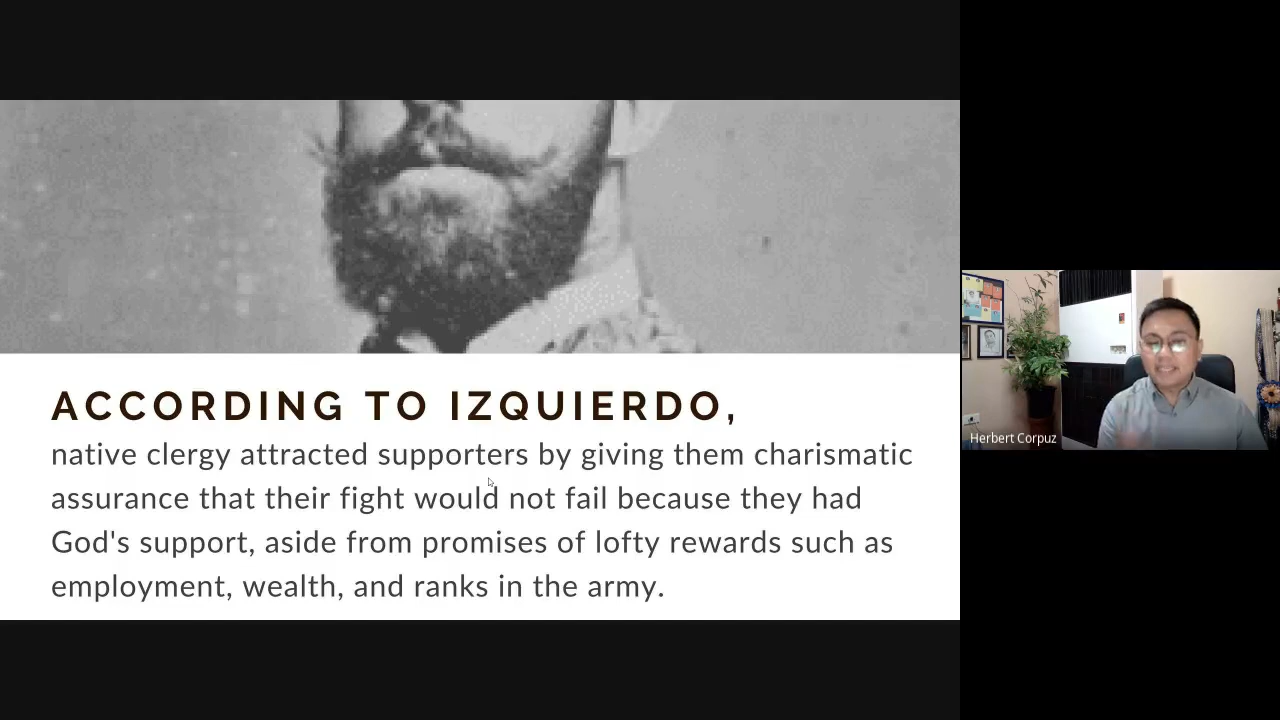 ACCORDING TO IZQUIERDO,
native clergy attracted supporters by giving them charismatic
assurance that their fight would not fail because they had
God's support, aside from promises of lofty rewards such as
employment, wealth, and ranks in the army.
Herbert Corpuz